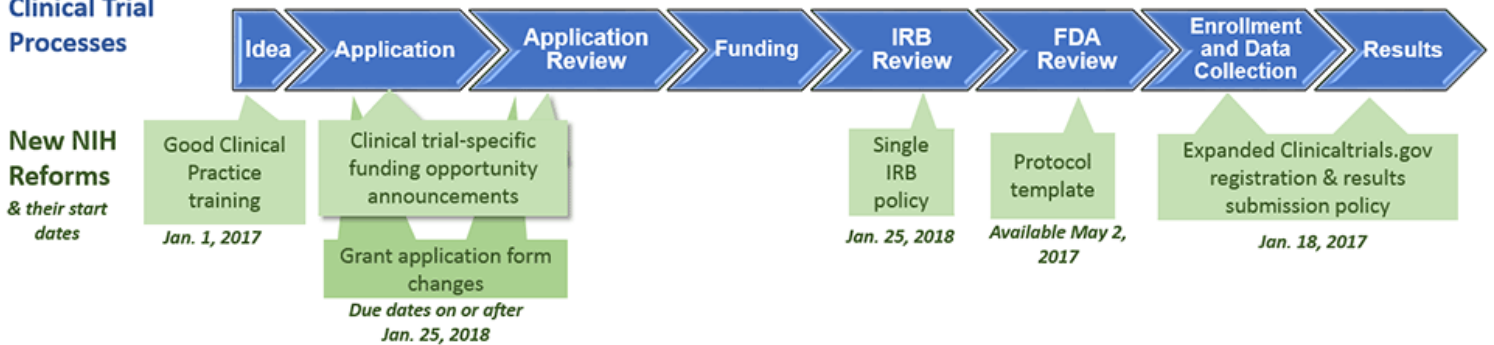 Clinical Trial
Processes
Idea
Application
Application
Review
Funding
IRB
Review
FDA
Review
Enrollment
and Data
Collection
Results
New NIH
Reforms
& their start
dates
Good Clinical
Practice
training
Jan. 1, 2017
Clinical trial-specific
funding opportunity
announcements
Grant application form
changes
Due dates on or after
Jan. 25, 2018
Single
IRB
policy
Jan. 25, 2018
Protocol
template
Available May 2,
2017
Expanded Clinicaltrials.gov
registration & results
submission policy
Jan. 18, 2017